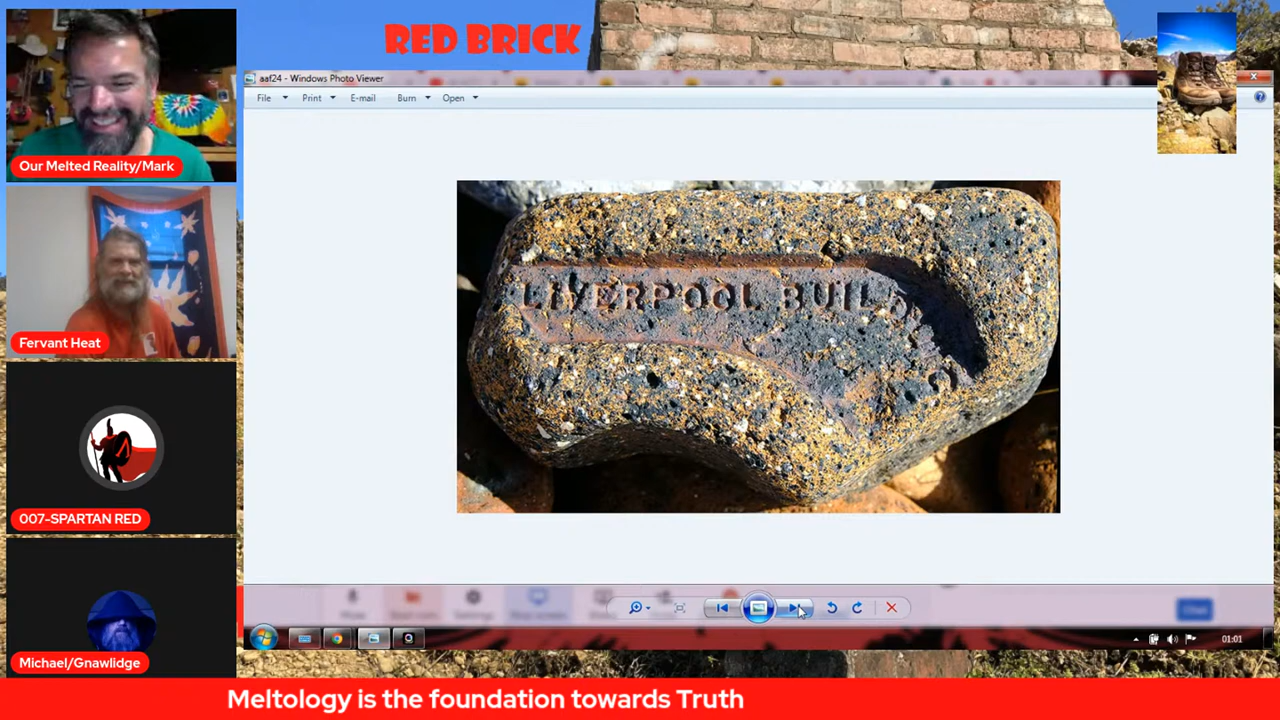 RED BRICK
aaf24 - Windows Photo Viewer
File Print E-mail Burn Open
Our Melted Reality/Mark
LIVERPOOL BUIL
Fervant Heat
007-SPARTAN RED
Michael/Gnawlidge
Chat
01:01
Meltology is the foundation towards Truth